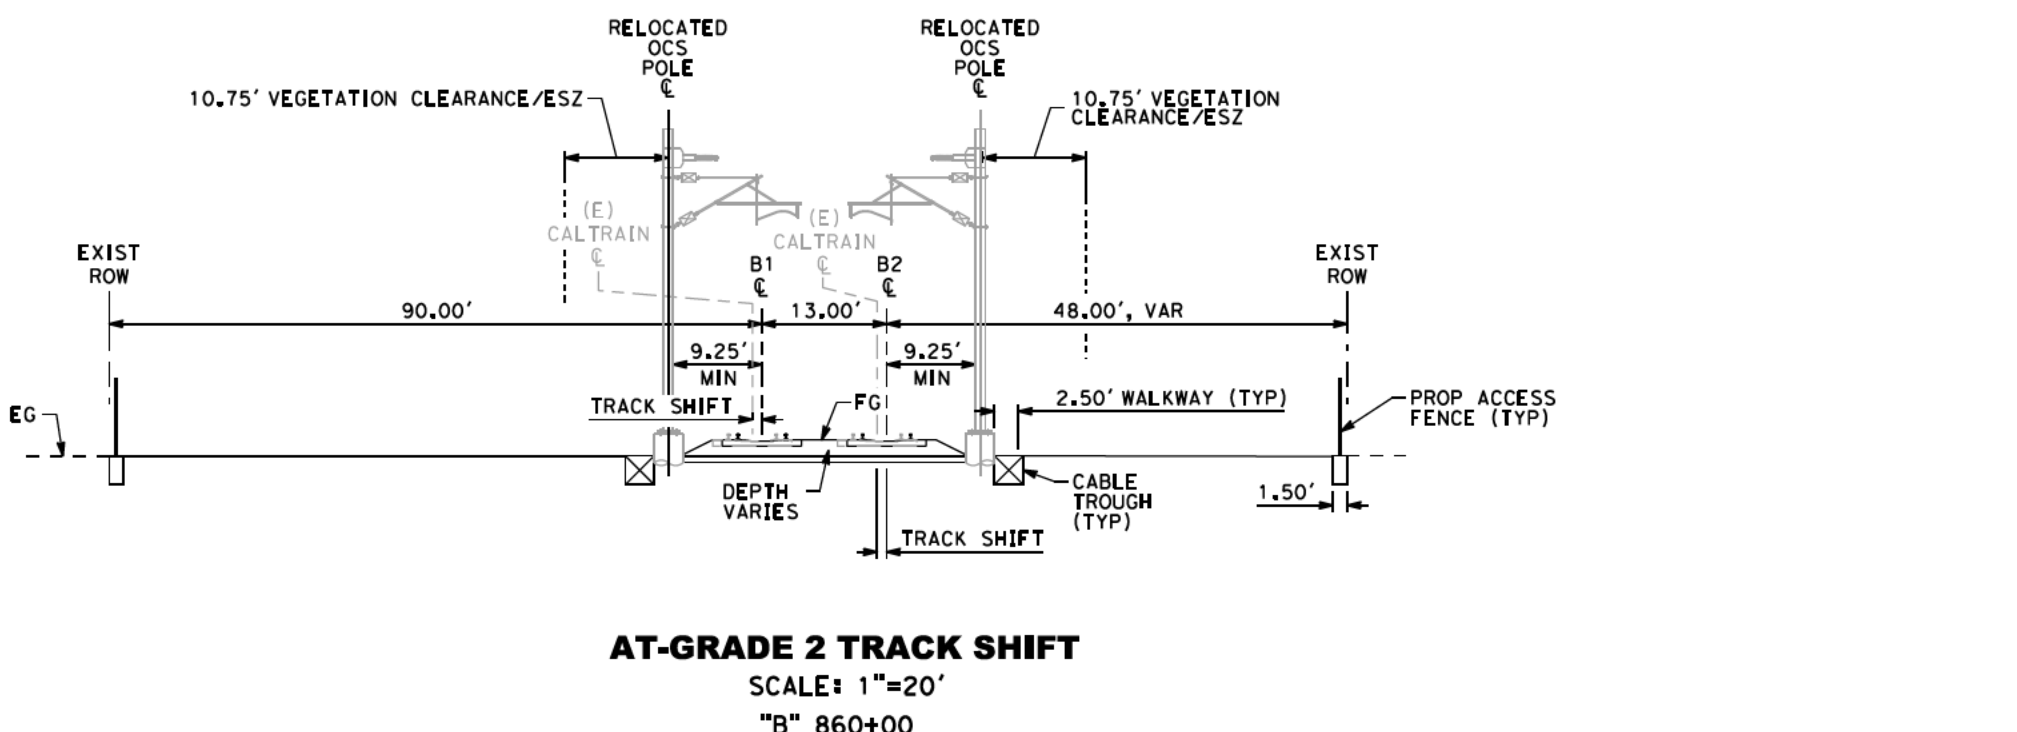 RELOCATED
OCS
POLE
℄
RELOCATED
OCS
POLE
℄
10.75' VEGETATION CLEARANCE/ESZ
10.75' VEGETATION
CLEARANCE/ESZ
(E)
CALTRAIN
℄
(E)
CALTRAIN
℄
EXIST
ROW
B1
℄
B2
℄
EXIST
ROW
90.00'
13.00'
48.00', VAR
9.25'
MIN
9.25'
MIN
TRACK SHIFT
FG
2.50' WALKWAY (TYP)
PROP ACCESS
FENCE (TYP)
EG
DEPTH
VARIES
CABLE
TROUGH
(TYP)
1.50'
TRACK SHIFT
AT-GRADE 2 TRACK SHIFT
SCALE: 1"=20'
"B" 860+00